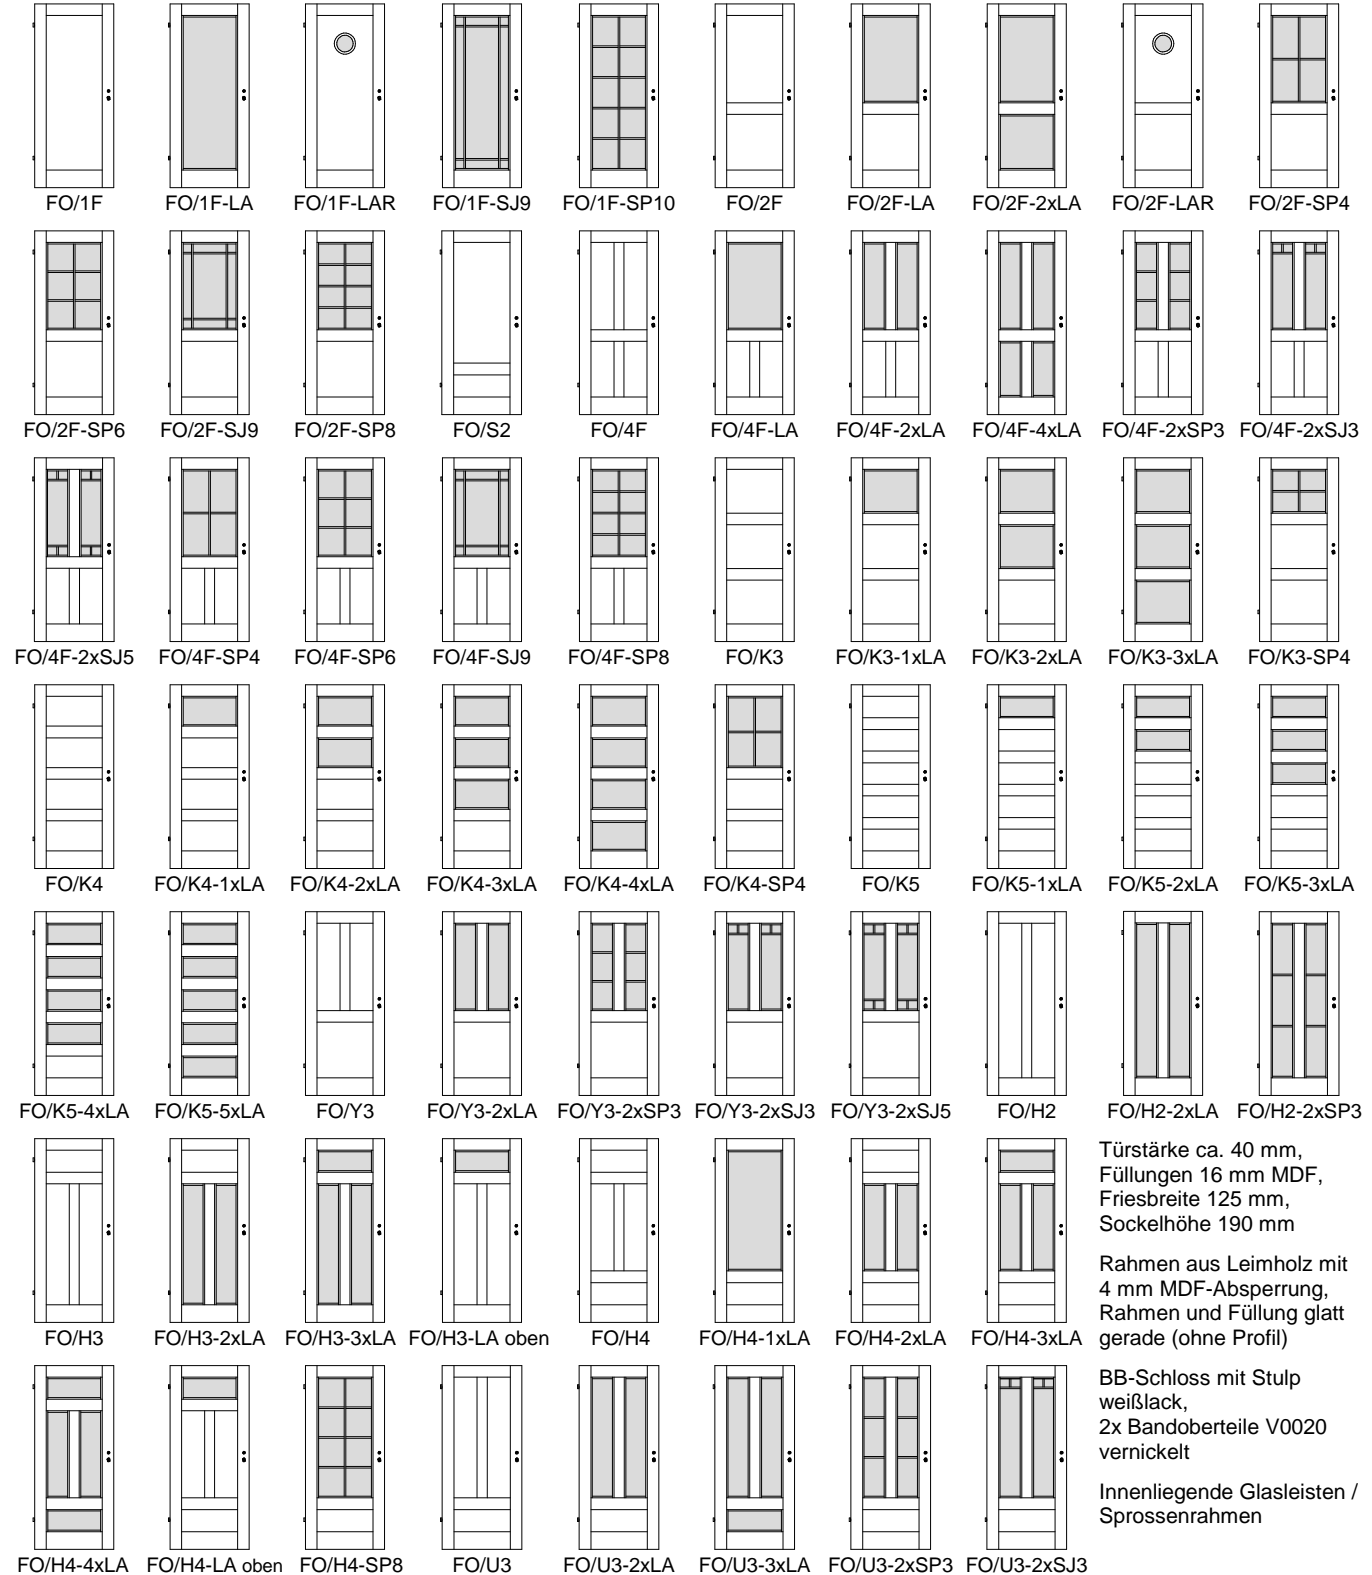 FO/1F FO/1F-LA FO/1F-LAR FO/1F-SJ9 FO/1F-SP10 FO/2F FO/2F-LA FO/2F-2xLA FO/2F-LAR FO/2F-SP4
FO/2F-SP6 FO/2F-SJ9 FO/2F-SP8 FO/S2 FO/4F FO/4F-LA FO/4F-2xLA FO/4F-4xLA FO/4F-2xSP3 FO/4F-2xSJ3
FO/4F-2xSJ5 FO/4F-SP4 FO/4F-SP6 FO/4F-SJ9 FO/4F-SP8 FO/K3 FO/K3-1xLA FO/K3-2xLA FO/K3-3xLA FO/K3-SP4
FO/K4 FO/K4-1xLA FO/K4-2xLA FO/K4-3xLA FO/K4-4xLA FO/K4-SP4 FO/K5 FO/K5-1xLA FO/K5-2xLA FO/K5-3xLA
FO/K5-4xLA FO/K5-5xLA FO/Y3 FO/Y3-2xLA FO/Y3-2xSP3 FO/Y3-2xSJ3 FO/Y3-2xSJ5 FO/H2 FO/H2-2xLA FO/H2-2xSP3
FO/H3 FO/H3-2xLA FO/H3-3xLA FO/H3-LA oben FO/H4 FO/H4-1xLA FO/H4-2xLA FO/H4-3xLA
FO/H4-4xLA FO/H4-LA oben FO/H4-SP8 FO/U3 FO/U3-2xLA FO/U3-3xLA FO/U3-2xSP3 FO/U3-2xSJ3
Türstärke ca. 40 mm,
Füllungen 16 mm MDF,
Friesbreite 125 mm,
Sockelhöhe 190 mm
Rahmen aus Leimholz mit
4 mm MDF-Absperrung,
Rahmen und Füllung glatt
gerade (ohne Profil)
BB-Schloss mit Stulp
weißlack,
2x Bandoberteile V0020
vernickelt
Innenliegende Glasleisten /
Sprossenrahmen